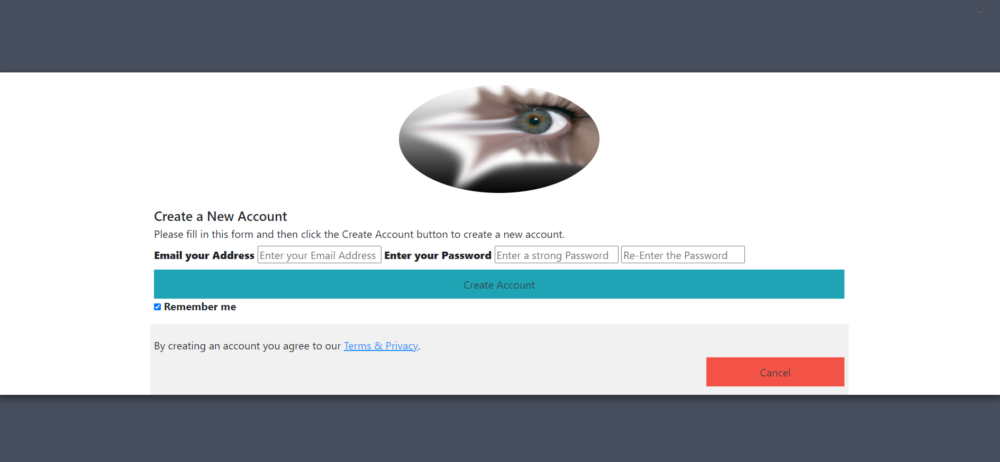 ×
Create a New Account
Please fill in this form and then click the Create Account button to create a new account.
Email your Address Enter your Email Address Enter your Password Enter a strong Password Re-Enter the Password
Create Account
Remember me
By creating an account you agree to our Terms & Privacy.
Cancel